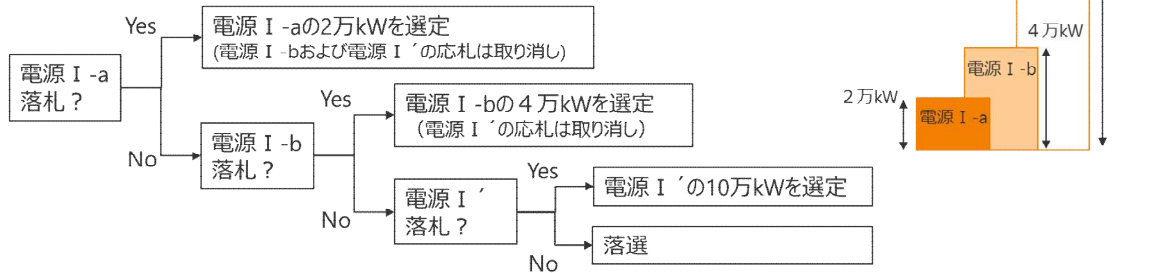 Yes
電源Ⅰ-aの2万kWを選定
(電源Ⅰ-bおよび電源Ⅰ´の応札は取り消し)
電源Ⅰ-a
落札？
No
電源Ⅰ-b
落札？
Yes
電源Ⅰ-bの４万kWを選定
（電源Ⅰ´の応札は取り消し）
No
電源Ⅰ´
落札？
Yes
電源Ⅰ´の10万kWを選定
No
落選
４万kW
電源Ⅰ-b
２万kW
電源Ⅰ-a